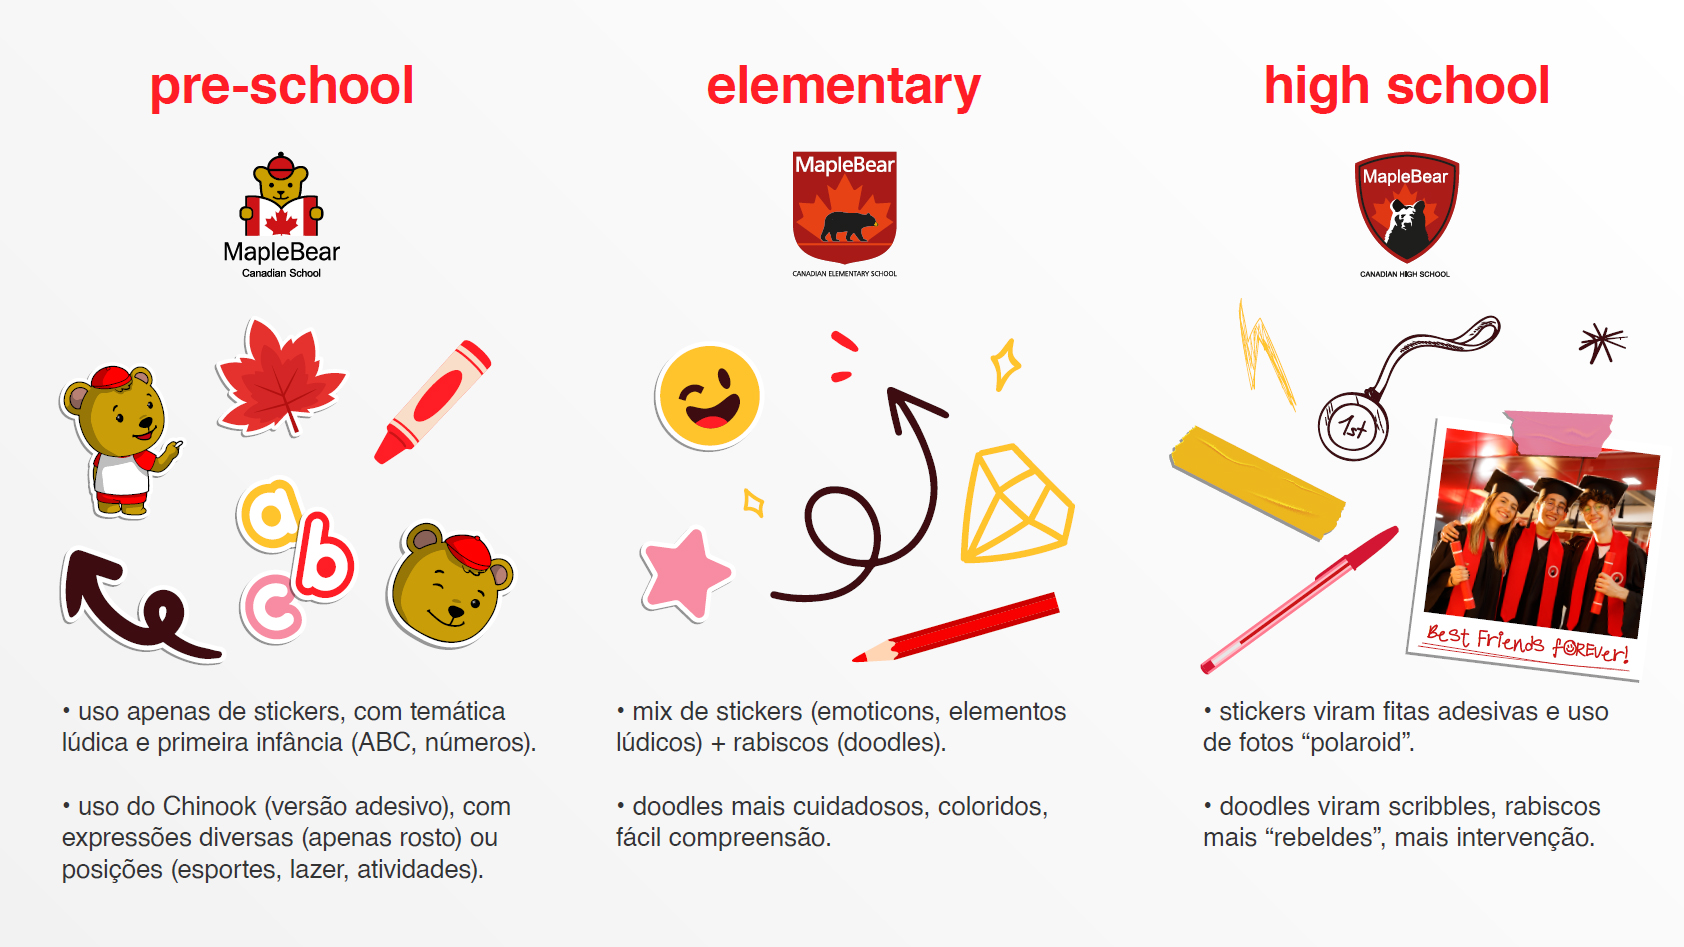 pre-school
MapleBear
Canadian School
a
b
c
• uso apenas de stickers, com temática
lúdica e primeira infância (ABC, números).
• uso do Chinook (versão adesivo), com
expressões diversas (apenas rosto) ou
posições (esportes, lazer, atividades).
elementary
MapleBear
CANADIAN ELEMENTARY SCHOOL
• mix de stickers (emoticons, elementos
lúdicos) + rabiscos (doodles).
• doodles mais cuidadosos, coloridos,
fácil compreensão.
high school
MapleBear
CANADIAN HIGH SCHOOL
1st
Best Friends fOREver!
• stickers viram fitas adesivas e uso
de fotos “polaroid”.
• doodles viram scribbles, rabiscos
mais “rebeldes”, mais intervenção.